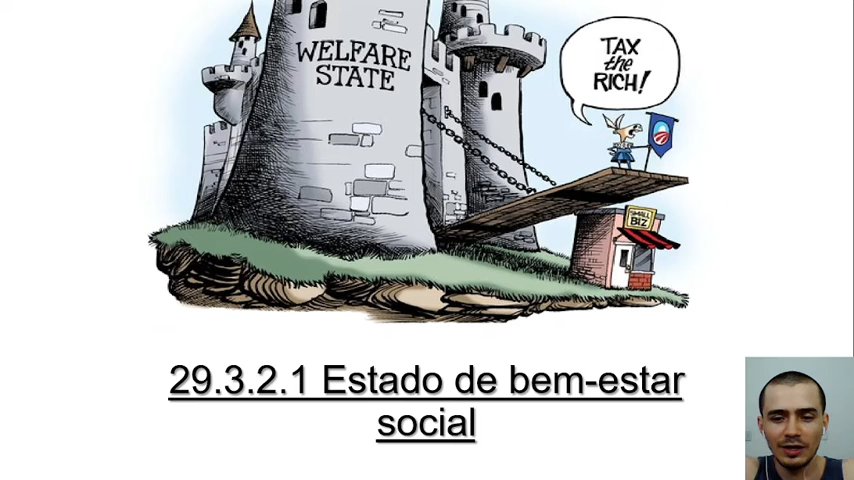 WELFARE
STATE
TAX
the
RICH!
SMALL
BIZ
29.3.2.1 Estado de bem-estar
social